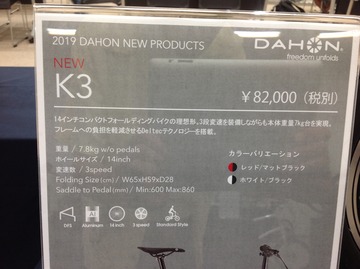 2019 DAHON NEW PRODUCTS
DAHON
freedom unfolds
NEW
K3
¥82,000（税別）
14インチコンパクトフォールディングバイクの理想形。3段変速を装備しながらも本体重量7kg台を実現。
フレームへの負担を軽減させるDeltecテクノロジーを搭載。
重量 / 7.8kg w/o pedals
ホイールサイズ / 14inch
変速数 / 3speed
Folding Size(cm) / W65xH59xD28
Saddle to Pedal(mm) / Min:600 Max:860
カラーバリエーション
レッド/マットブラック
ホワイト/ブラック
Aluminum
14 inch
3 speed
Standard Style